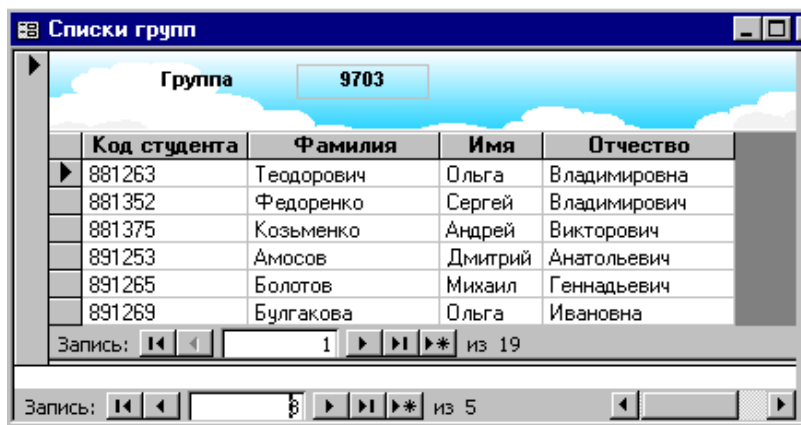 Списки групп
Группа 9703
Код студента Фамилия Имя Отчество
881263 Теодорович Ольга Владимировна
881352 Федоренко Сергей Владимирович
881375 Козьменко Андрей Викторович
891253 Амосов Дмитрий Анатольевич
891265 Болотов Михаил Геннадьевич
891269 Булгакова Ольга Ивановна
Запись: 1 из 19
Запись: из 5